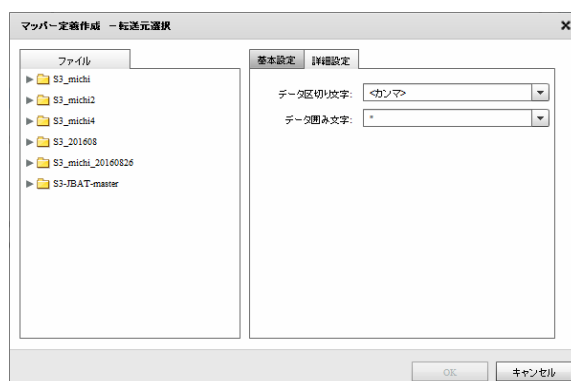 マッパー定義作成 －転送元選択
ファイル
S3_michi
S3_michi2
S3_michi4
S3_201608
S3_michi_20160826
S3-JBAT-master
基本設定 詳細設定
データ区切り文字: <カンマ>
データ囲み文字: "
OK キャンセル